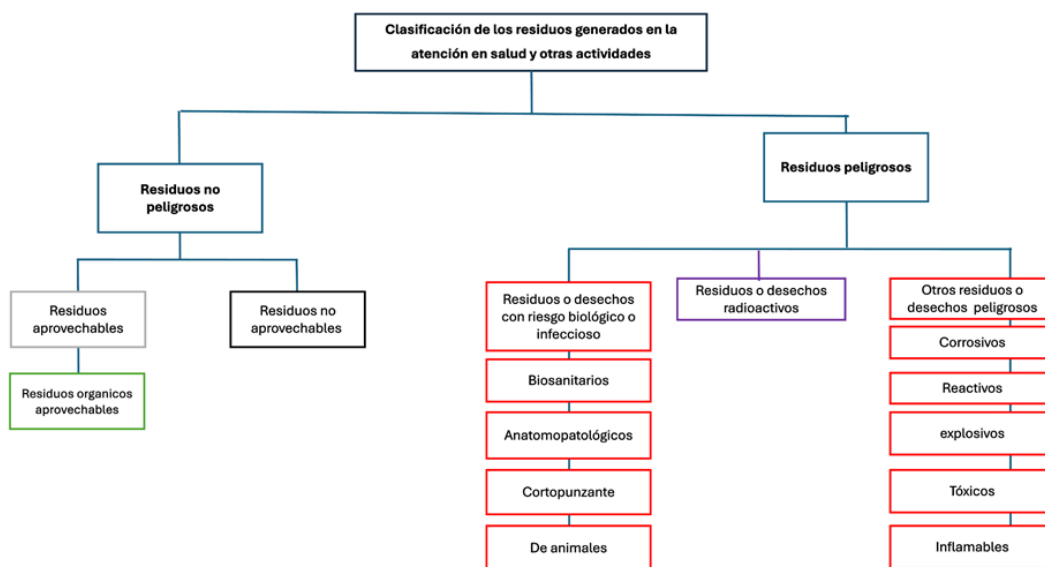 Clasificación de los residuos generados en la
atención en salud y otras actividades
Residuos no
peligrosos
Residuos peligrosos
Residuos
aprovechables
Residuos no
aprovechables
Residuos organicos
aprovechables
Residuos o desechos
con riesgo biológico o
infeccioso
Biosanitarios
Anatomopatológicos
Cortopunzante
De animales
Residuos o desechos
radioactivos
Otros residuos o
desechos peligrosos
Corrosivos
Reactivos
explosivos
Tóxicos
Inflamables